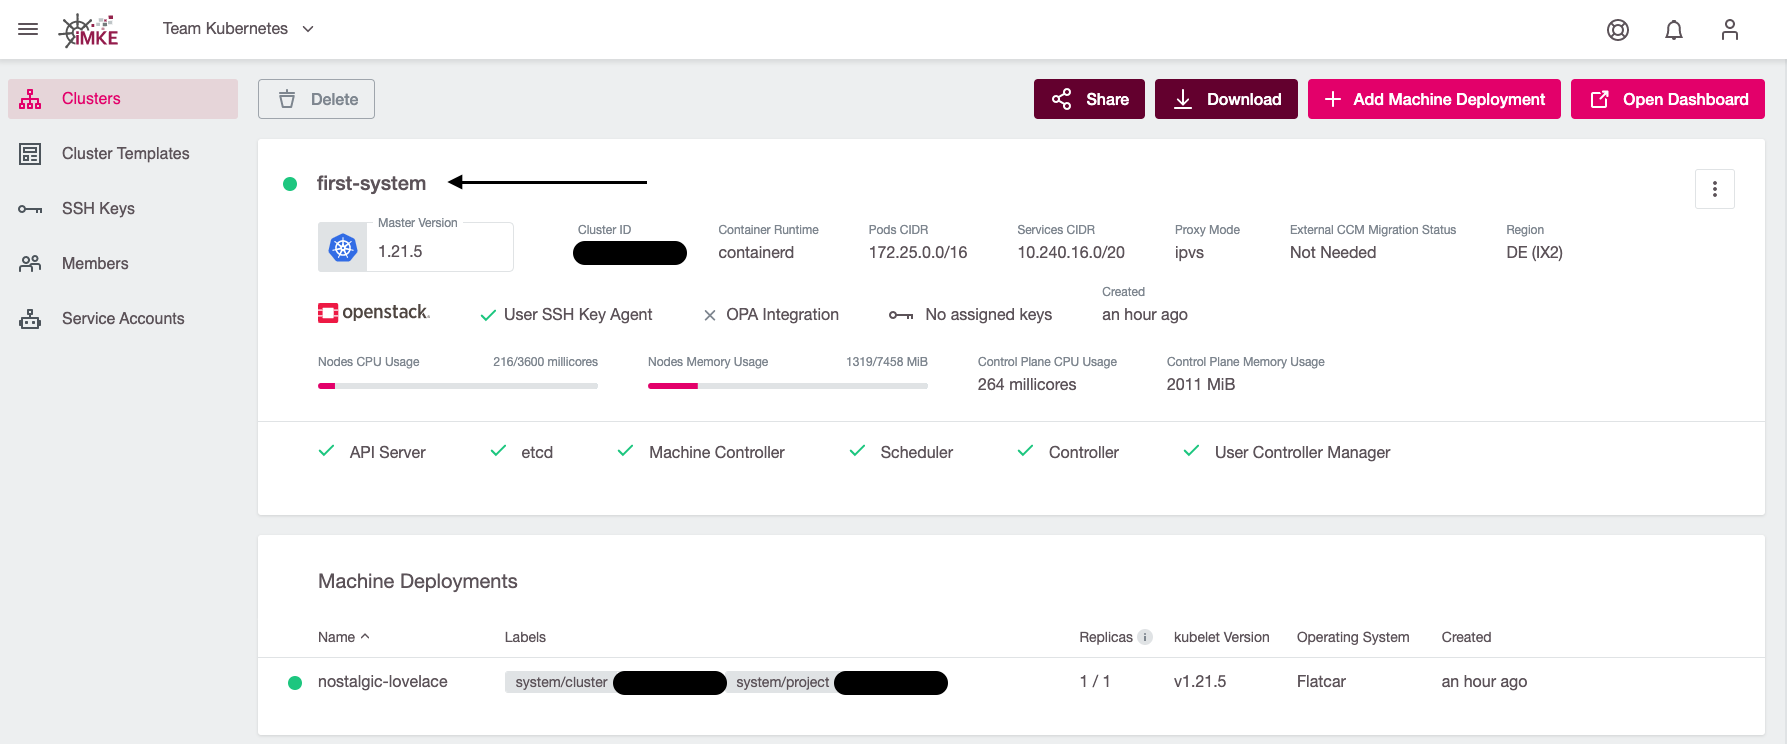 iMKE
Team Kubernetes
Clusters
Cluster Templates
SSH Keys
Members
Service Accounts
Delete
Share
Download
Add Machine Deployment
Open Dashboard
first-system
Master Version
1.21.5
Cluster ID
Container Runtime
containerd
Pods CIDR
172.25.0.0/16
Services CIDR
10.240.16.0/20
Proxy Mode
ipvs
External CCM Migration Status
Not Needed
Region
DE (IX2)
openstack.
User SSH Key Agent
OPA Integration
No assigned keys
Created
an hour ago
Nodes CPU Usage
216/3600 millicores
Nodes Memory Usage
1319/7458 MiB
Control Plane CPU Usage
264 millicores
Control Plane Memory Usage
2011 MiB
API Server
etcd
Machine Controller
Scheduler
Controller
User Controller Manager
Machine Deployments
Name Labels Replicas i kubelet Version Operating System Created
nostalgic-lovelace system/cluster system/project 1 / 1 v1.21.5 Flatcar an hour ago